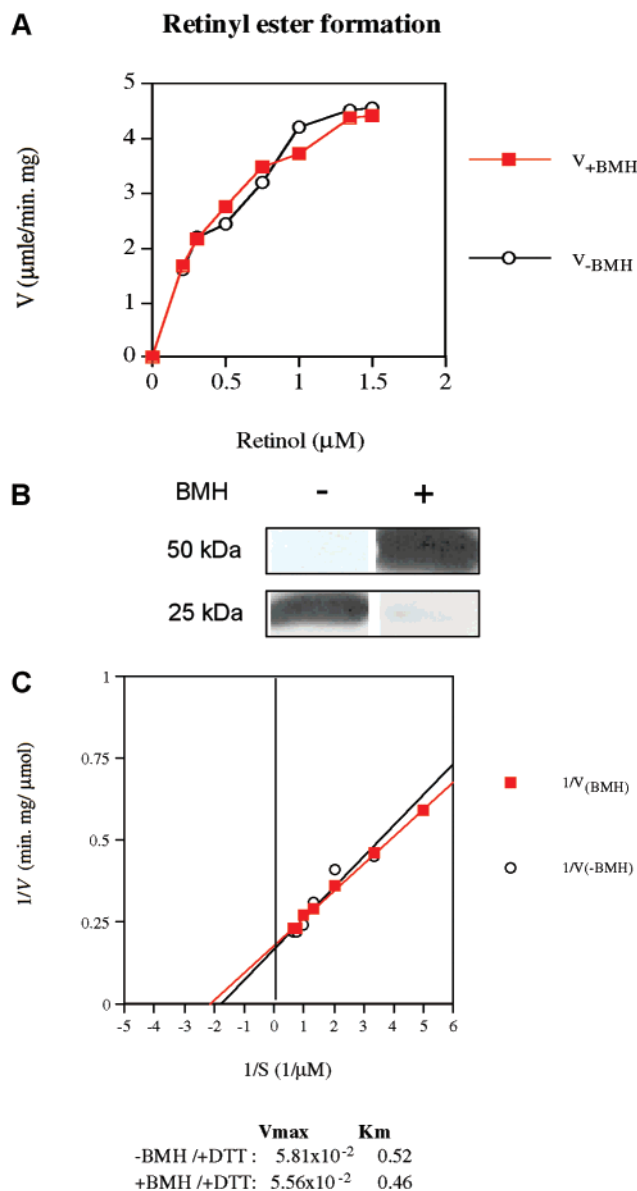 A
Retinyl ester formation
5
4
3
2
1
0
0 0.5 1 1.5 2
V (µmle/min. mg)
Retinol (µM)
V+BMH
V-BMH
B
BMH - +
50 kDa
25 kDa
C
1
0.75
0.5
0.25
0
-5 -4 -3 -2 -1 0 1 2 3 4 5 6
1/V (min. mg/ µmol)
1/S (1/µM)
1/V(BMH)
1/V(-BMH)
Vmax Km
-BMH /+DTT: 5.81x10⁻² 0.52
+BMH /+DTT: 5.56x10⁻² 0.46